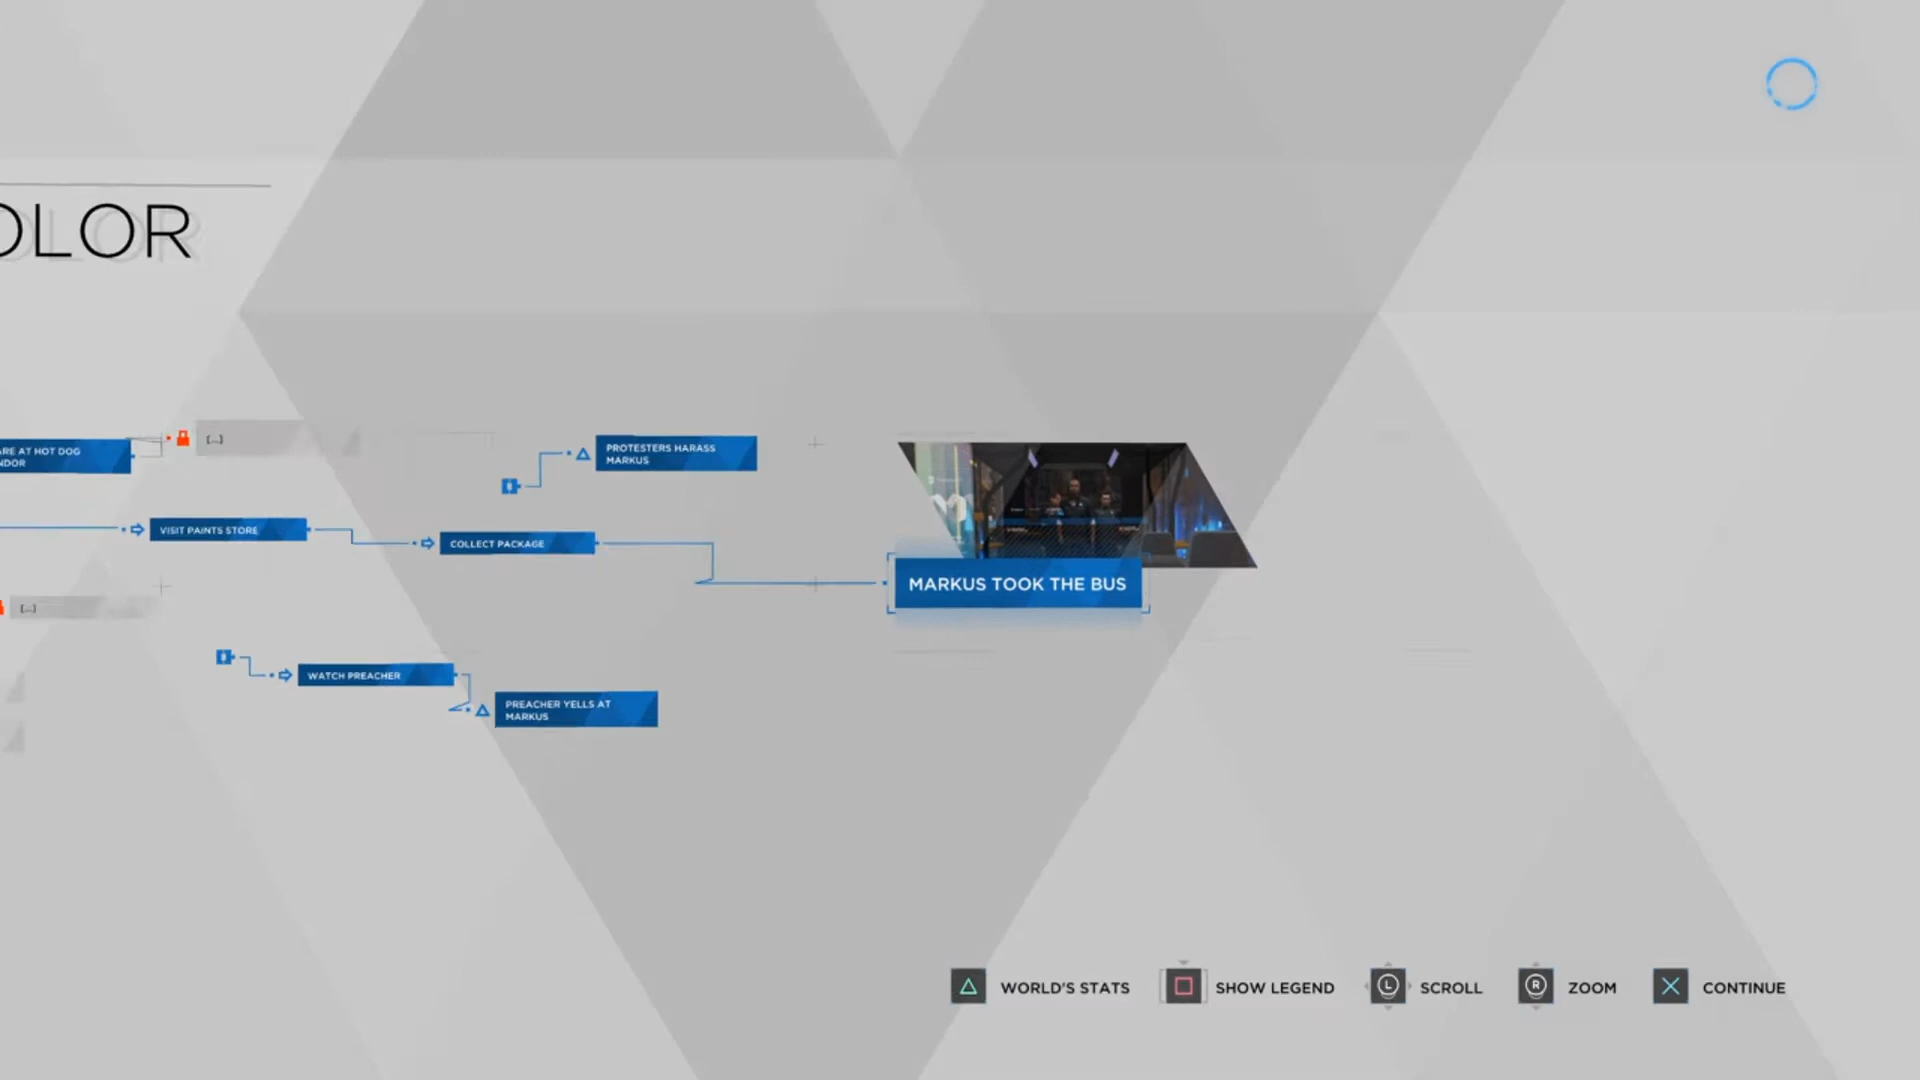 OLOR
ARE AT HOT DOG
NDOR
[...]
PROTESTERS HARASS
MARKUS
VISIT PAINTS STORE
COLLECT PACKAGE
MARKUS TOOK THE BUS
[...]
WATCH PREACHER
PREACHER YELLS AT
MARKUS
WORLD'S STATS
SHOW LEGEND
L
SCROLL
R
ZOOM
CONTINUE